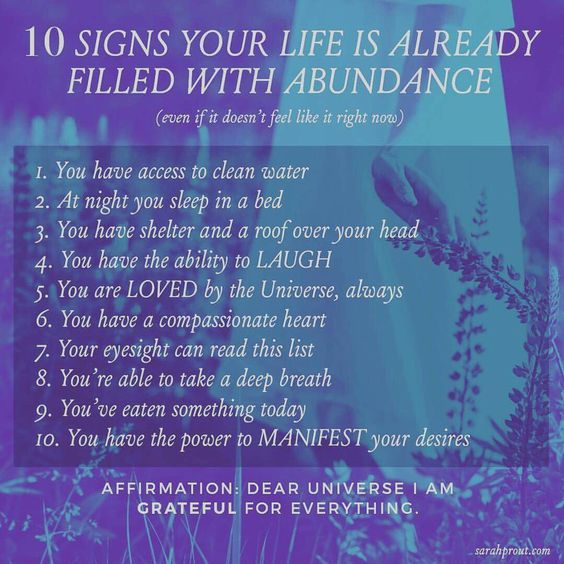 10 SIGNS YOUR LIFE IS ALREADY
FILLED WITH ABUNDANCE
(even if it doesn't feel like it right now)
1. You have access to clean water
2. At night you sleep in a bed
3. You have shelter and a roof over your head
4. You have the ability to LAUGH
5. You are LOVED by the Universe, always
6. You have a compassionate heart
7. Your eyesight can read this list
8. You're able to take a deep breath
9. You've eaten something today
10. You have the power to MANIFEST your desires
AFFIRMATION: DEAR UNIVERSE I AM
GRATEFUL FOR EVERYTHING.
sarahprout.com